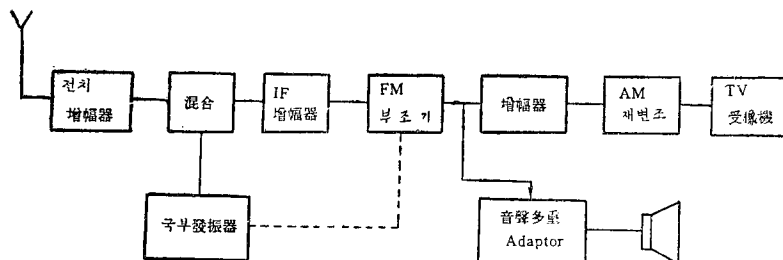 전치
增幅器
混合
IF
增幅器
FM
부조기
增幅器
AM
재변조
TV
受像機
국부發振器
音聲多重
Adaptor